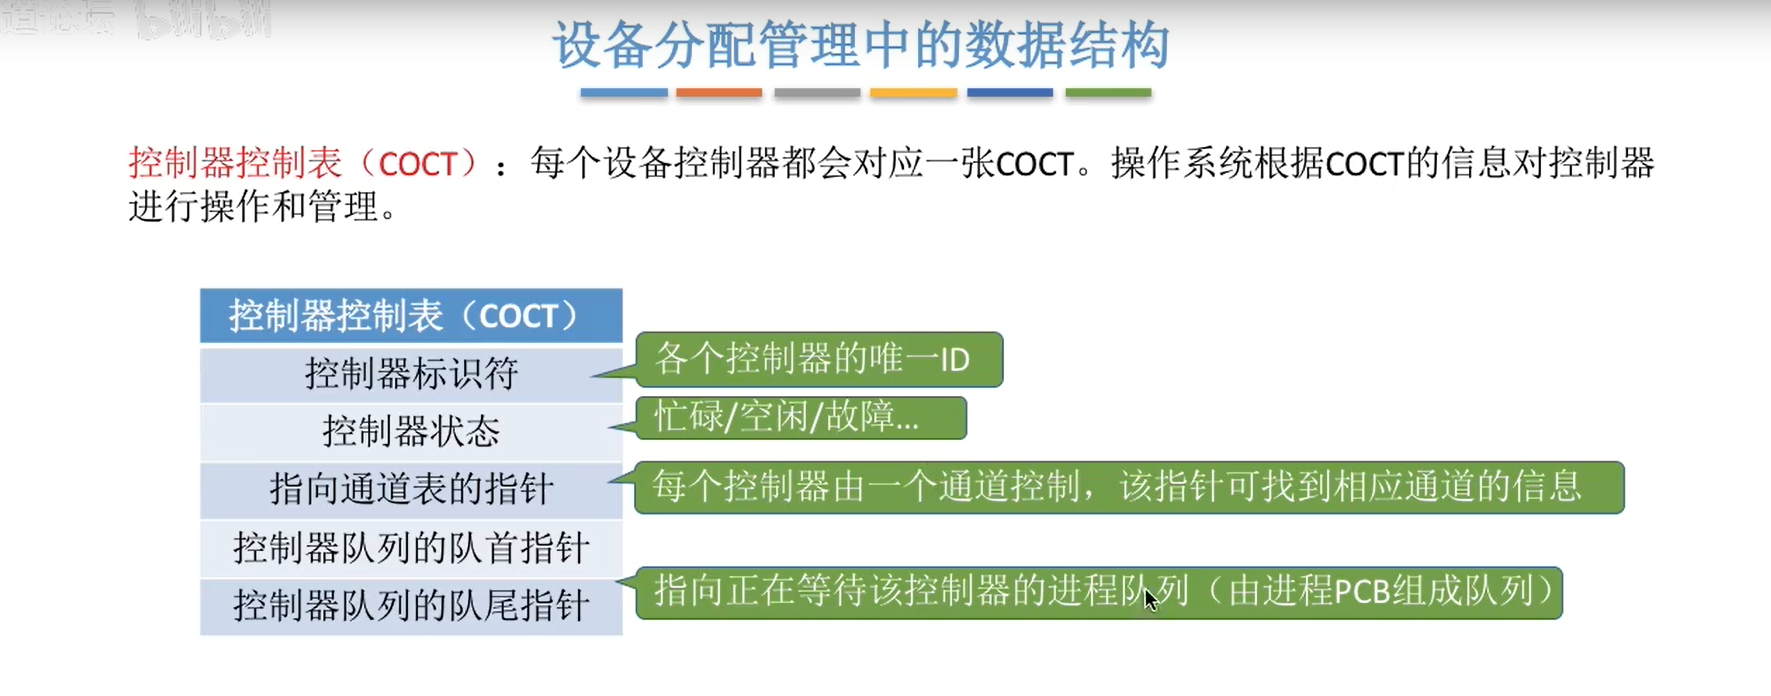 道论坛 bilibili
设备分配管理中的数据结构
控制器控制表（COCT）：每个设备控制器都会对应一张COCT。操作系统根据COCT的信息对控制器
进行操作和管理。
控制器控制表（COCT）
控制器标识符
各个控制器的唯一ID
控制器状态
忙碌/空闲/故障...
指向通道表的指针
每个控制器由一个通道控制，该指针可找到相应通道的信息
控制器队列的队首指针
控制器队列的队尾指针
指向正在等待该控制器的进程队列（由进程PCB组成队列）